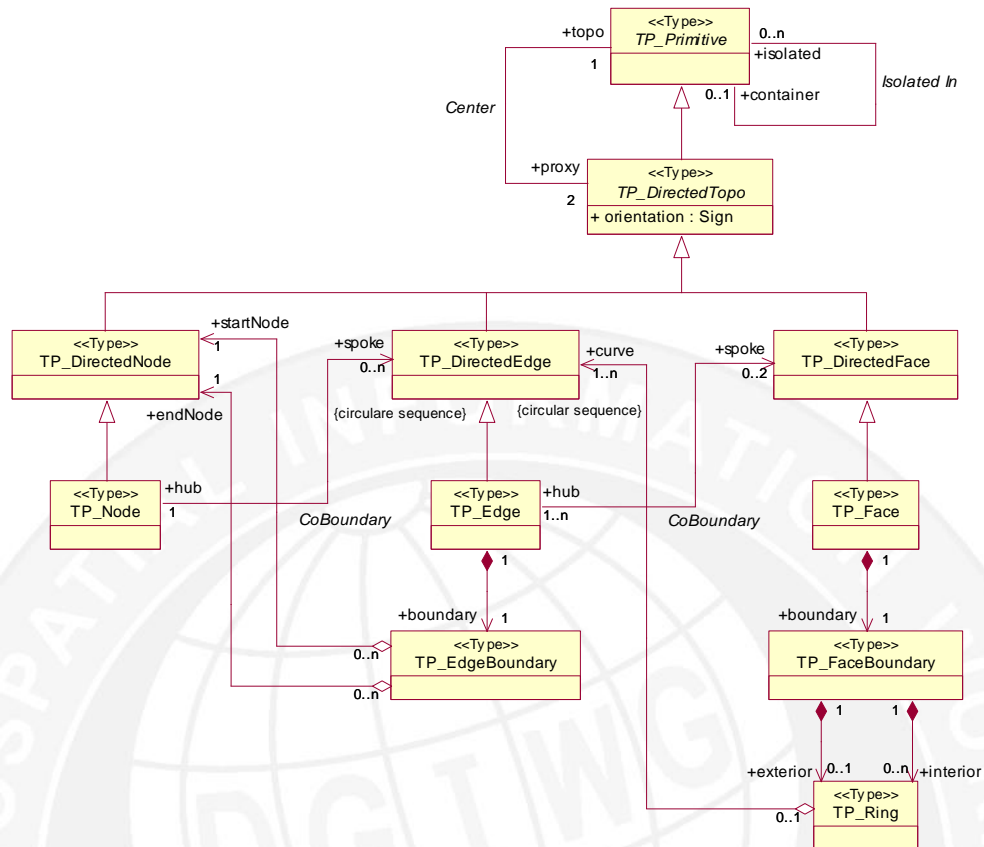 <<Type>>
TP_Primitive
+topo
1
0..n
+isolated
Isolated In
0..1
+container
Center
+proxy
2
<<Type>>
TP_DirectedTopo
+ orientation : Sign
<<Type>>
TP_DirectedNode
+startNode
1
1
+endNode
+spoke
0..n
<<Type>>
TP_DirectedEdge
+curve
1..n
{circulare sequence}
{circular sequence}
+spoke
0..2
<<Type>>
TP_DirectedFace
<<Type>>
TP_Node
+hub
1
CoBoundary
<<Type>>
TP_Edge
+hub
1..n
CoBoundary
<<Type>>
TP_Face
1
+boundary
1
1
+boundary
1
<<Type>>
TP_EdgeBoundary
0..n
0..n
<<Type>>
TP_FaceBoundary
1
1
+exterior
0..1
0..n
+interior
<<Type>>
TP_Ring
0..1
DGIWG